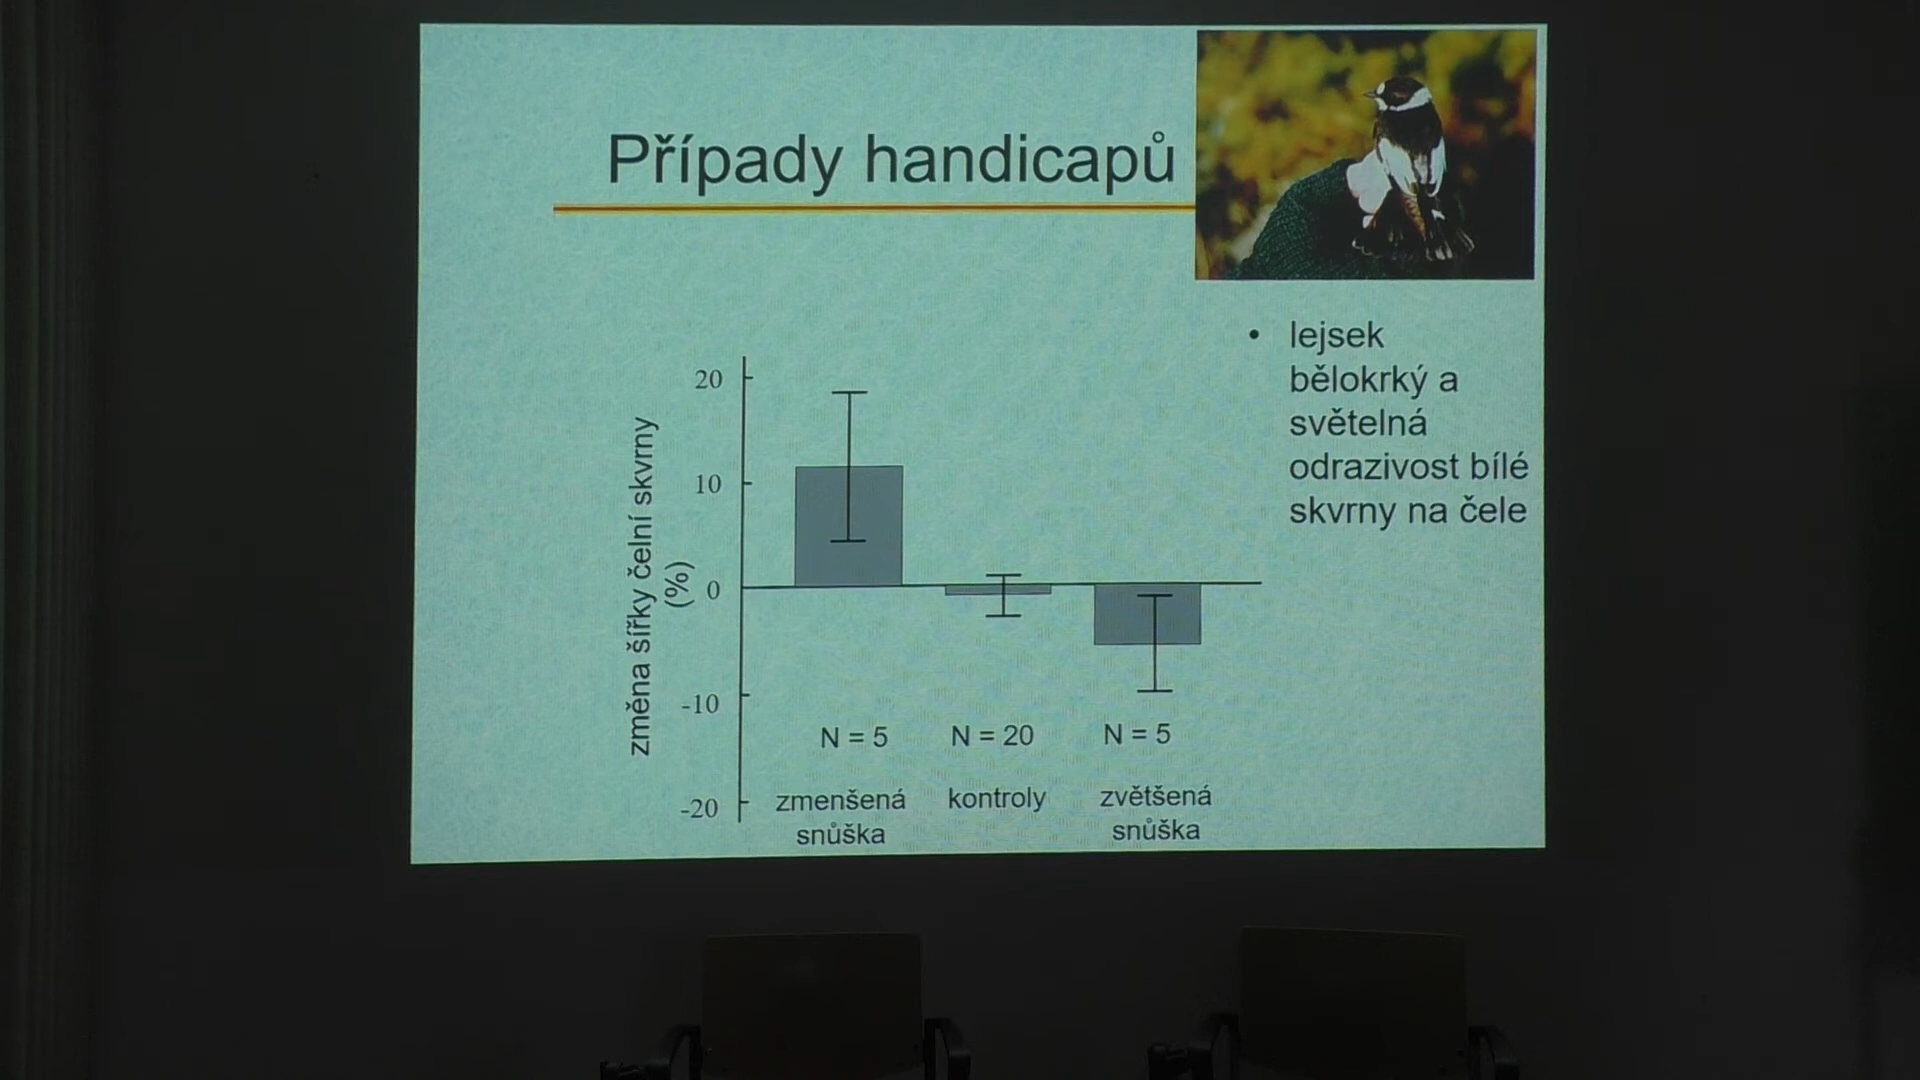 Případy handicapů
• lejsek
bělokrký a
světelná
odrazivost bílé
skvrny na čele
změna šířky čelní skvrny
(%)
20
10
0
-10
-20
N = 5
N = 20
N = 5
zmenšená
snůška
kontroly
zvětšená
snůška